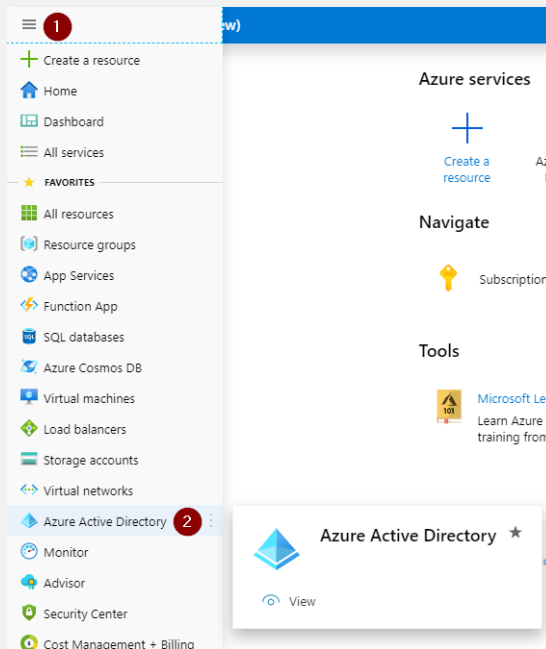 1
w)
Create a resource
Home
Dashboard
All services
FAVORITES
All resources
Resource groups
App Services
Function App
SQL databases
Azure Cosmos DB
Virtual machines
Load balancers
Storage accounts
Virtual networks
Azure Active Directory 2
Monitor
Advisor
Security Center
Cost Management + Billing
Azure services
Create a
resource
Az
Navigate
Subscription
Tools
101
Microsoft Le
Learn Azure
training from
Azure Active Directory
View